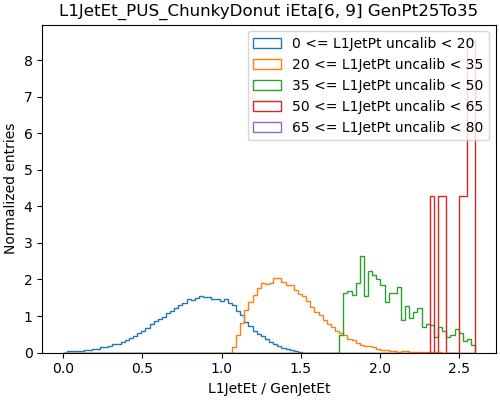 L1JetEt_PUS_ChunkyDonut iEta[6, 9] GenPt25To35
0 <= L1JetPt uncalib < 20
20 <= L1JetPt uncalib < 35
35 <= L1JetPt uncalib < 50
50 <= L1JetPt uncalib < 65
65 <= L1JetPt uncalib < 80
Normalized entries
8
7
6
5
4
3
2
1
0
0.0 0.5 1.0 1.5 2.0 2.5
L1JetEt / GenJetEt